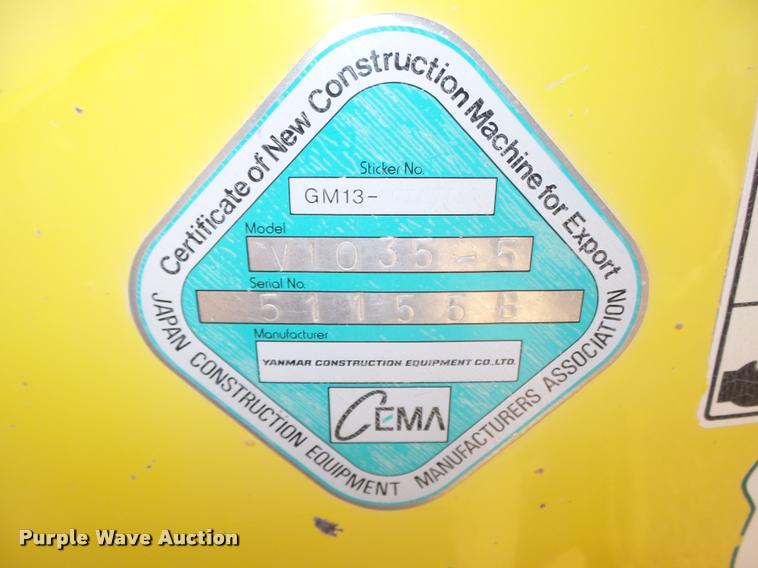 Certificate of New Construction Machine for Export
Sticker No.
GM13-
Model
V1035-5
Serial No.
Manufacturer
YANMAR CONSTRUCTION EQUIPMENT CO., LTD.
CEMA
JAPAN CONSTRUCTION EQUIPMENT MANUFACTURERS ASSOCIATION
Purple Wave Auction